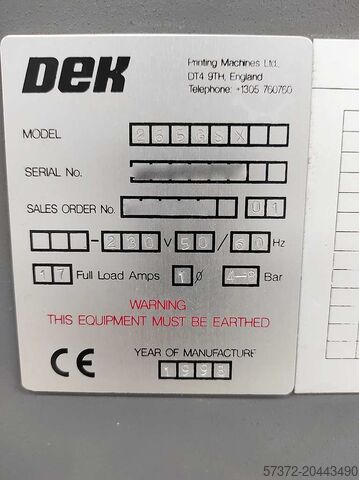 DEK
Printing Machines Ltd.
DT4 9TH, England
Telephone: +1305 760760
MODEL 265GSX
SERIAL No.
SALES ORDER No. 01
-230 V 50/60 Hz
17 Full Load Amps 1 Ø 4-8 Bar
WARNING
THIS EQUIPMENT MUST BE EARTHED
CE YEAR OF MANUFACTURE
1998
57372-20443490